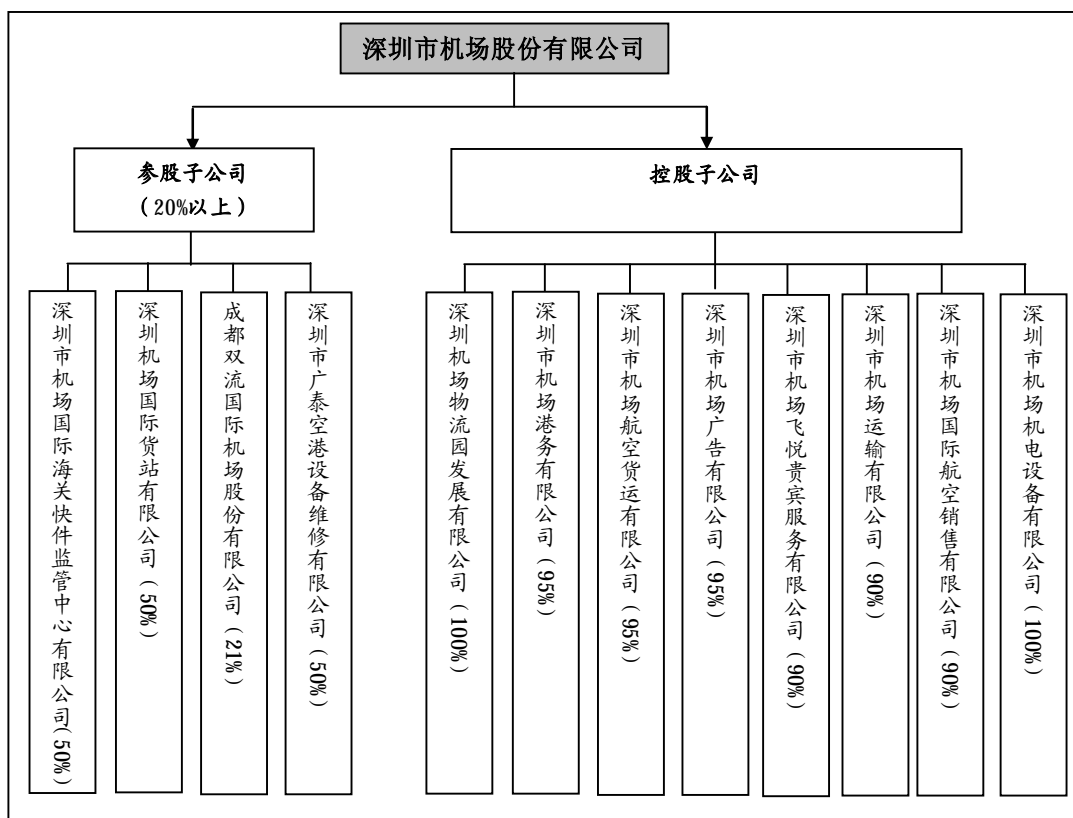 深圳市机场股份有限公司
参股子公司
（20%以上）
控股子公司
深圳市机场国际海关快件监管中心有限公司(50%)
深圳机场国际货站有限公司（50%）
成都双流国际机场股份有限公司（21%）
深圳市广泰空港设备维修有限公司（50%）
深圳机场物流园发展有限公司（100%）
深圳市机场港务有限公司（95%）
深圳市机场航空货运有限公司（95%）
深圳市机场广告有限公司（95%）
深圳市机场飞悦贵宾服务有限公司（90%）
深圳市机场运输有限公司（90%）
深圳市机场国际航空销售有限公司（90%）
深圳市机场机电设备有限公司（100%）